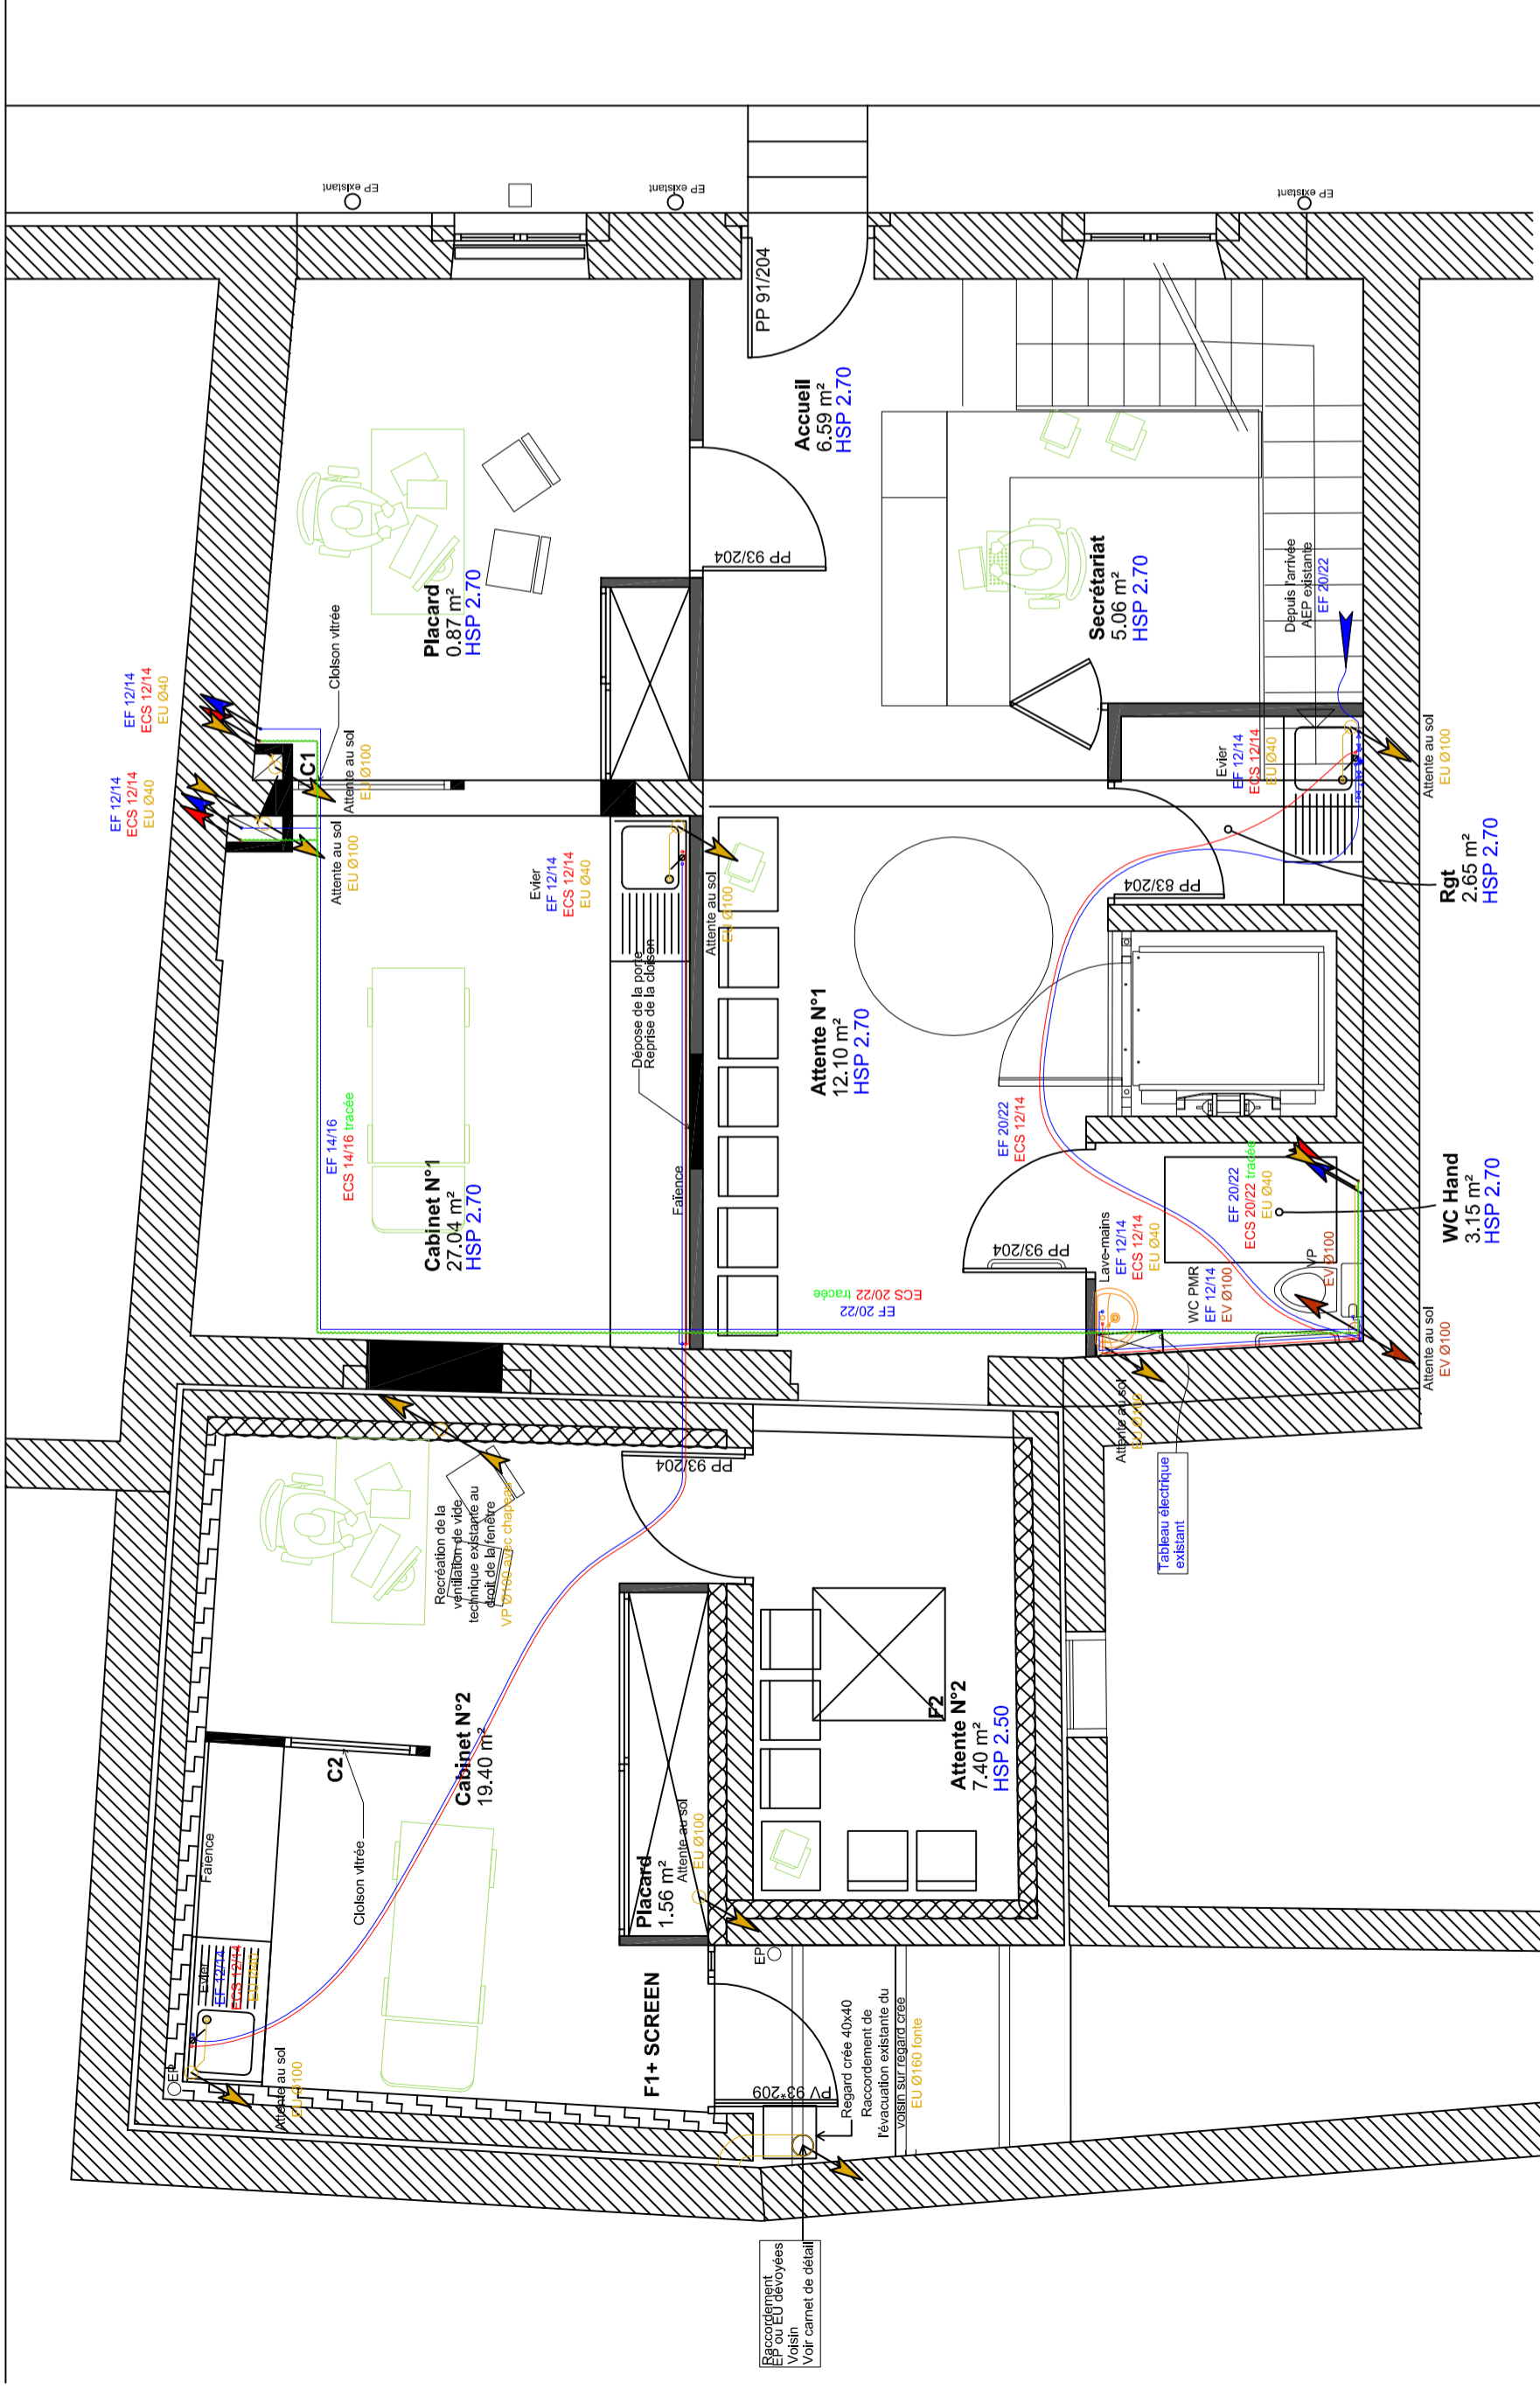 EP existant
EP existant
EP existant
PP 91/204
Accueil
6.59 m²
HSP 2.70
PP 93/204
Placard
0.87 m²
HSP 2.70
Secrétariat
5.06 m²
HSP 2.70
Depuis l'arrivée
AEP existante
EF 20/22
Cloison vitrée
EF 12/14
ECS 12/14
EU Ø40
EF 12/14
ECS 12/14
EU Ø40
C1
Attente au sol
EU Ø100
Attente au sol
EU Ø100
Evier
EF 12/14
ECS 12/14
EU Ø40
Attente au sol
EU Ø100
Evier
EF 12/14
ECS 12/14
EU Ø40
Attente au sol
EU Ø100
PP 83/204
Rgt
2.65 m²
HSP 2.70
Dépose de la porte
Reprise de la cloison
Attente N°1
12.10 m²
HSP 2.70
EF 14/16
ECS 14/16 tracée
Cabinet N°1
27.04 m²
HSP 2.70
Faïence
EF 20/22
ECS 12/14
PP 93/204
EF 20/22
ECS 20/22 tracée
EU Ø40
WC Hand
3.15 m²
HSP 2.70
Lave-mains
EF 12/14
ECS 12/14
EU Ø40
WC PMR
EF 12/14
EV Ø100
VP
EV Ø100
EF 20/22
ECS 20/22 tracée
Attente au sol
EV Ø100
Attente au sol
EU Ø100
Tableau électrique
existant
PP 93/204
Recréation de la
ventilation de vide
technique existante au
droit de la fenêtre
VP Ø160 avec chapeau
Cabinet N°2
19.40 m²
C2
Cloison vitrée
Faïence
F2
Attente N°2
7.40 m²
HSP 2.50
Placard
1.56 m²
Attente au sol
EU Ø100
Evier
EF 12/14
ECS 12/14
EU Ø40
EP
Attente au sol
EU Ø100
EP
F1+ SCREEN
PV 93*209
Regard crée 40x40
Raccordement de
l'évacuation existante du
voisin sur regard crée
EU Ø160 fonte
Raccordement
EP ou EU dévoyées
Voisin
Voir carnet de détail